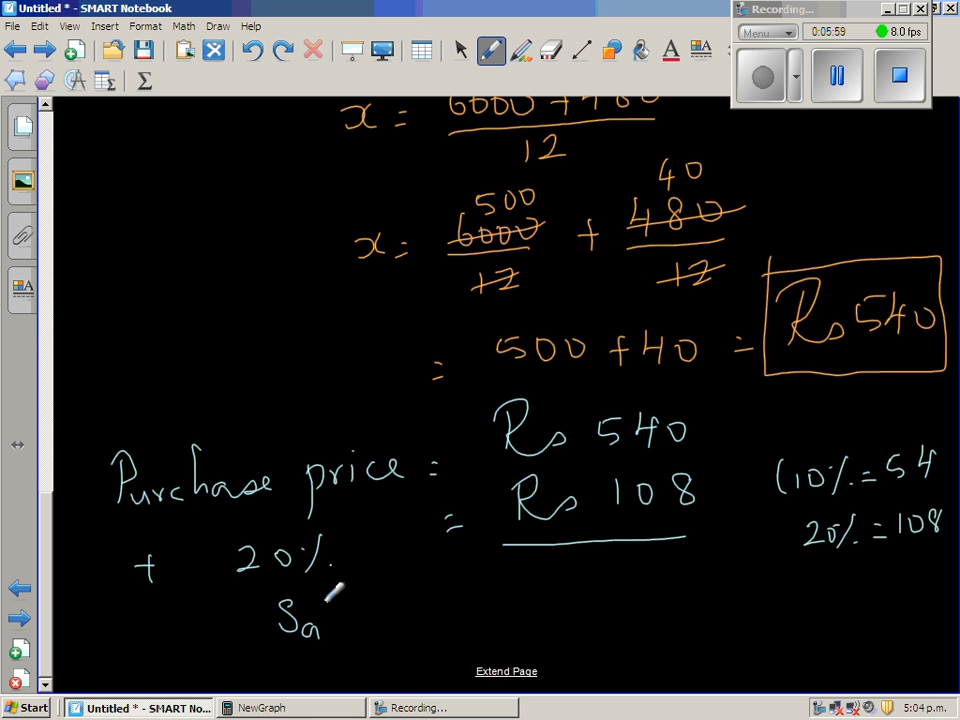 Untitled * - SMART Notebook
Recording...
File Edit View Insert Format Math Draw Help
Menu
0:05:59
8.0 fps
x = 6000 + 480
12
500 40
x = 6000 + 480
12 12
= 500 + 40 = Rs 540
Purchase price = Rs 540
+ 20% = Rs 108
(10% = 54
20% = 108
Sa
Extend Page
Start
Untitled * - SMART No...
NewGraph
Recording...
5:04 p.m.